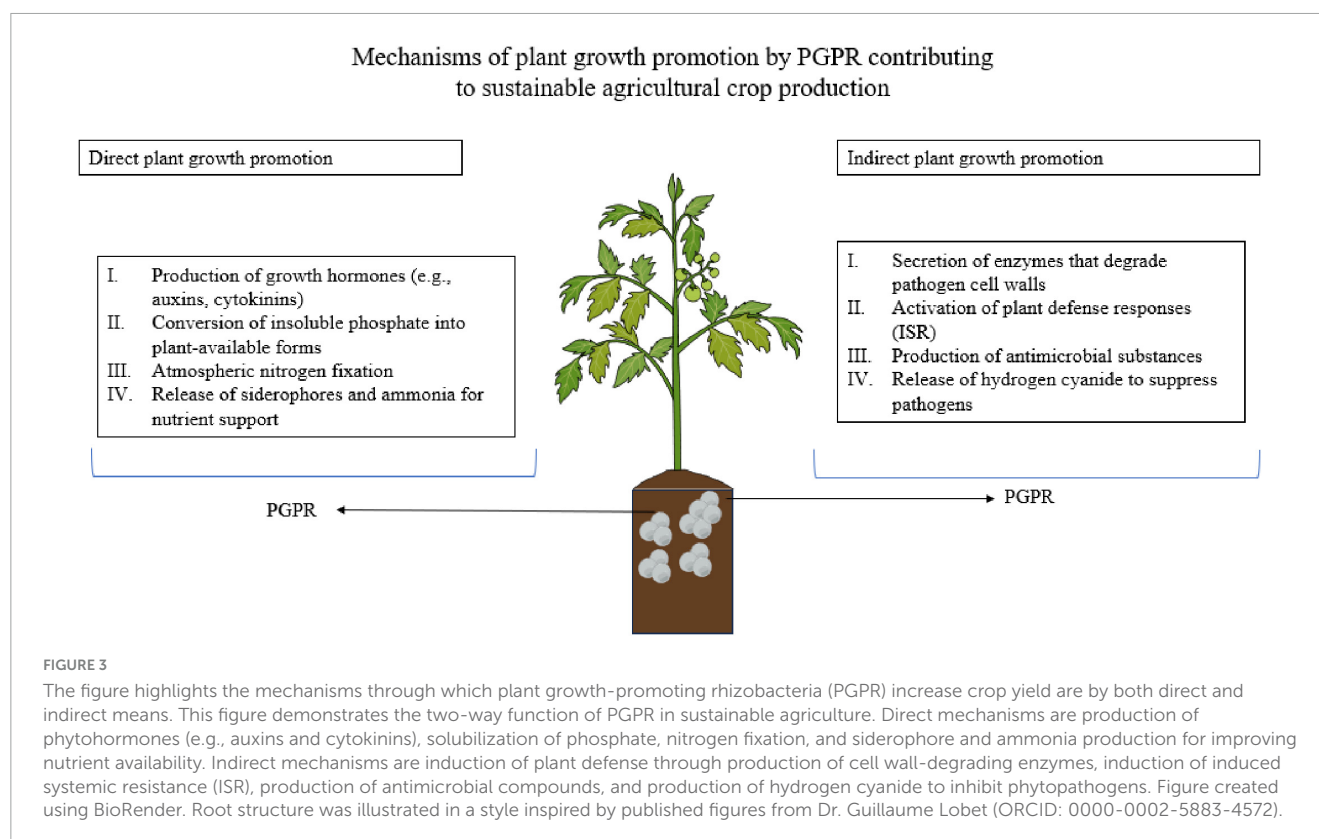 Mechanisms of plant growth promotion by PGPR contributing
to sustainable agricultural crop production
Direct plant growth promotion
I. Production of growth hormones (e.g.,
auxins, cytokinins)
II. Conversion of insoluble phosphate into
plant-available forms
III. Atmospheric nitrogen fixation
IV. Release of siderophores and ammonia for
nutrient support
PGPR
Indirect plant growth promotion
I. Secretion of enzymes that degrade
pathogen cell walls
II. Activation of plant defense responses
(ISR)
III. Production of antimicrobial substances
IV. Release of hydrogen cyanide to suppress
pathogens
PGPR
FIGURE 3
The figure highlights the mechanisms through which plant growth-promoting rhizobacteria (PGPR) increase crop yield are by both direct and
indirect means. This figure demonstrates the two-way function of PGPR in sustainable agriculture. Direct mechanisms are production of
phytohormones (e.g., auxins and cytokinins), solubilization of phosphate, nitrogen fixation, and siderophore and ammonia production for improving
nutrient availability. Indirect mechanisms are induction of plant defense through production of cell wall-degrading enzymes, induction of induced
systemic resistance (ISR), production of antimicrobial compounds, and production of hydrogen cyanide to inhibit phytopathogens. Figure created
using BioRender. Root structure was illustrated in a style inspired by published figures from Dr. Guillaume Lobet (ORCID: 0000-0002-5883-4572).